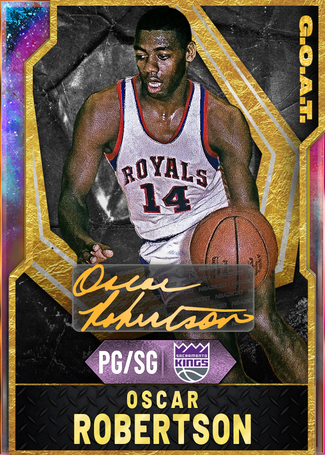 G.O.A.T.
ROYALS
14
Oscar
Robertson
PG/SG
SACRAMENTO
KINGS
OSCAR
ROBERTSON